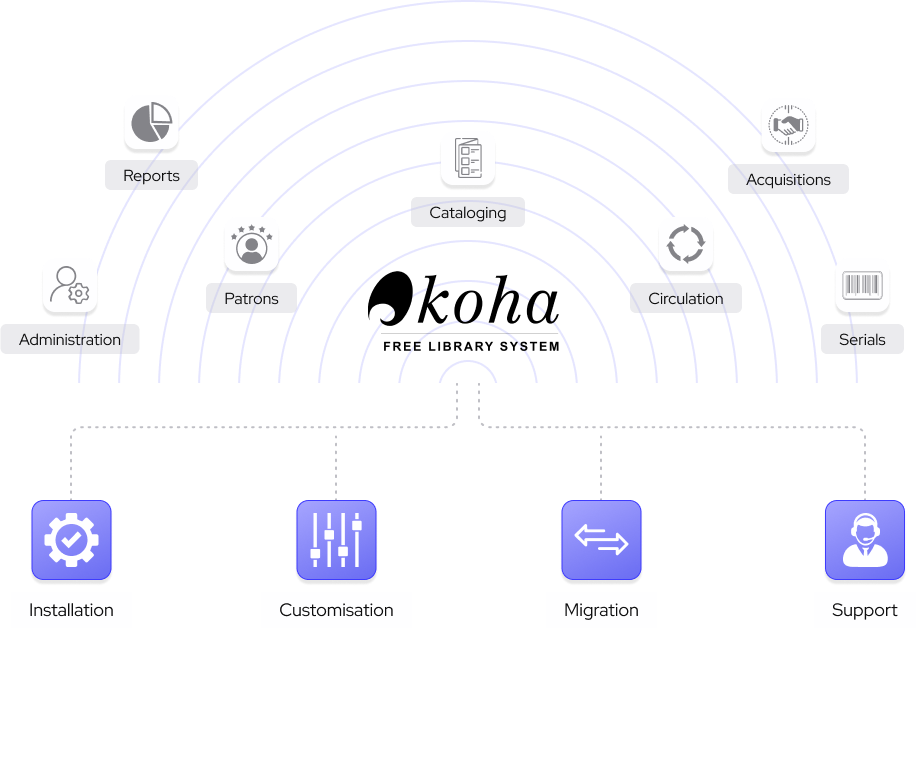 Reports
Acquisitions
Cataloging
Patrons
Circulation
Administration
Serials
koha
FREE LIBRARY SYSTEM
Installation
Customisation
Migration
Support